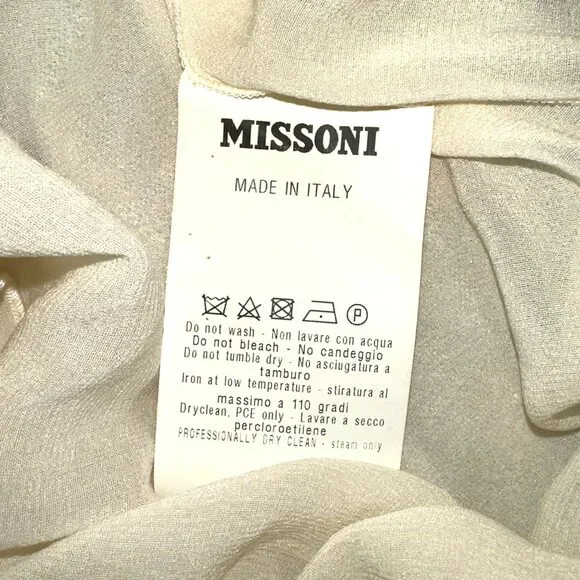 MISSONI
MADE IN ITALY
P
Do not wash - Non lavare con acqua
Do not bleach - No candeggio
Do not tumble dry - No asciugatura a
tamburo
Iron at low temperature - stiratura al
massimo a 110 gradi
Dryclean, PCE only - Lavare a secco
percloroetilene
PROFESSIONALLY DRY CLEAN - steam only